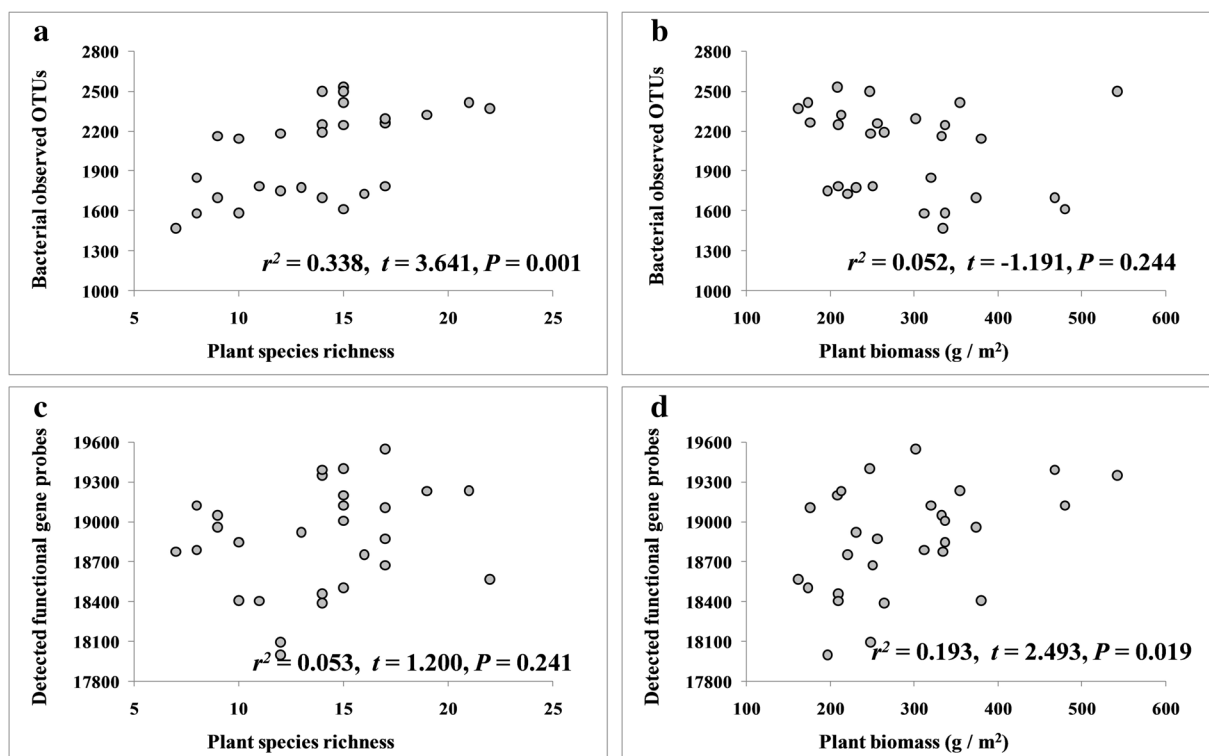 a
Bacterial observed OTUs
2800
2500
2200
1900
1600
1300
1000
r² = 0.338, t = 3.641, P = 0.001
5 10 15 20 25
Plant species richness
b
Bacterial observed OTUs
2800
2500
2200
1900
1600
1300
1000
r² = 0.052, t = -1.191, P = 0.244
100 200 300 400 500 600
Plant biomass (g / m²)
c
Detected functional gene probes
19600
19300
19000
18700
18400
18100
17800
r² = 0.053, t = 1.200, P = 0.241
5 10 15 20 25
Plant species richness
d
Detected functional gene probes
19600
19300
19000
18700
18400
18100
17800
r² = 0.193, t = 2.493, P = 0.019
100 200 300 400 500 600
Plant biomass (g / m²)